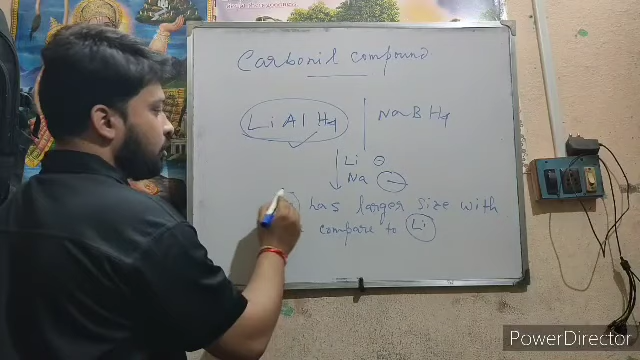 Carbonil compound
LiAlH4 | NaBH4
Li ⊖
Na ⊖
has larger size with
compare to Li
PowerDirector